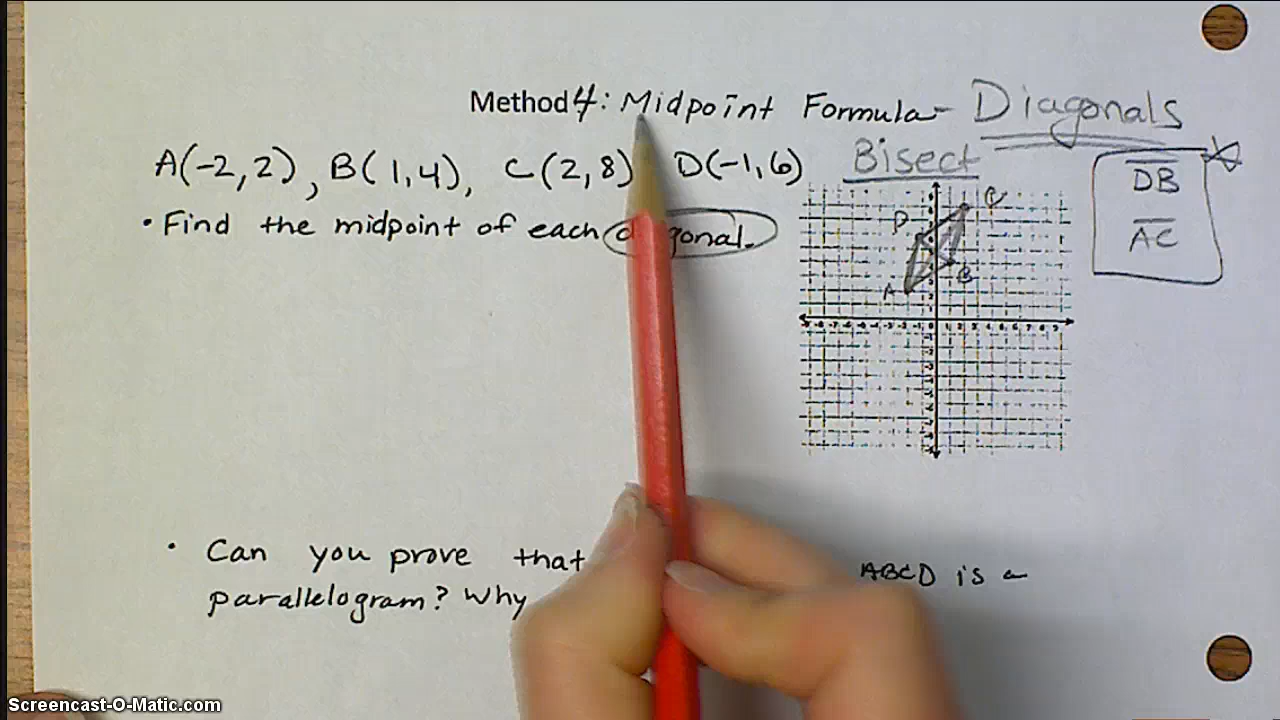 Method 4: Midpoint Formula - Diagonals
Bisect
A(-2, 2), B(1,4), C(2,8) D(-1,6)
• Find the midpoint of each
DB
AC
D C
A B
• Can you prove that ABCD is a
parallelogram? Why
Screencast-O-Matic.com